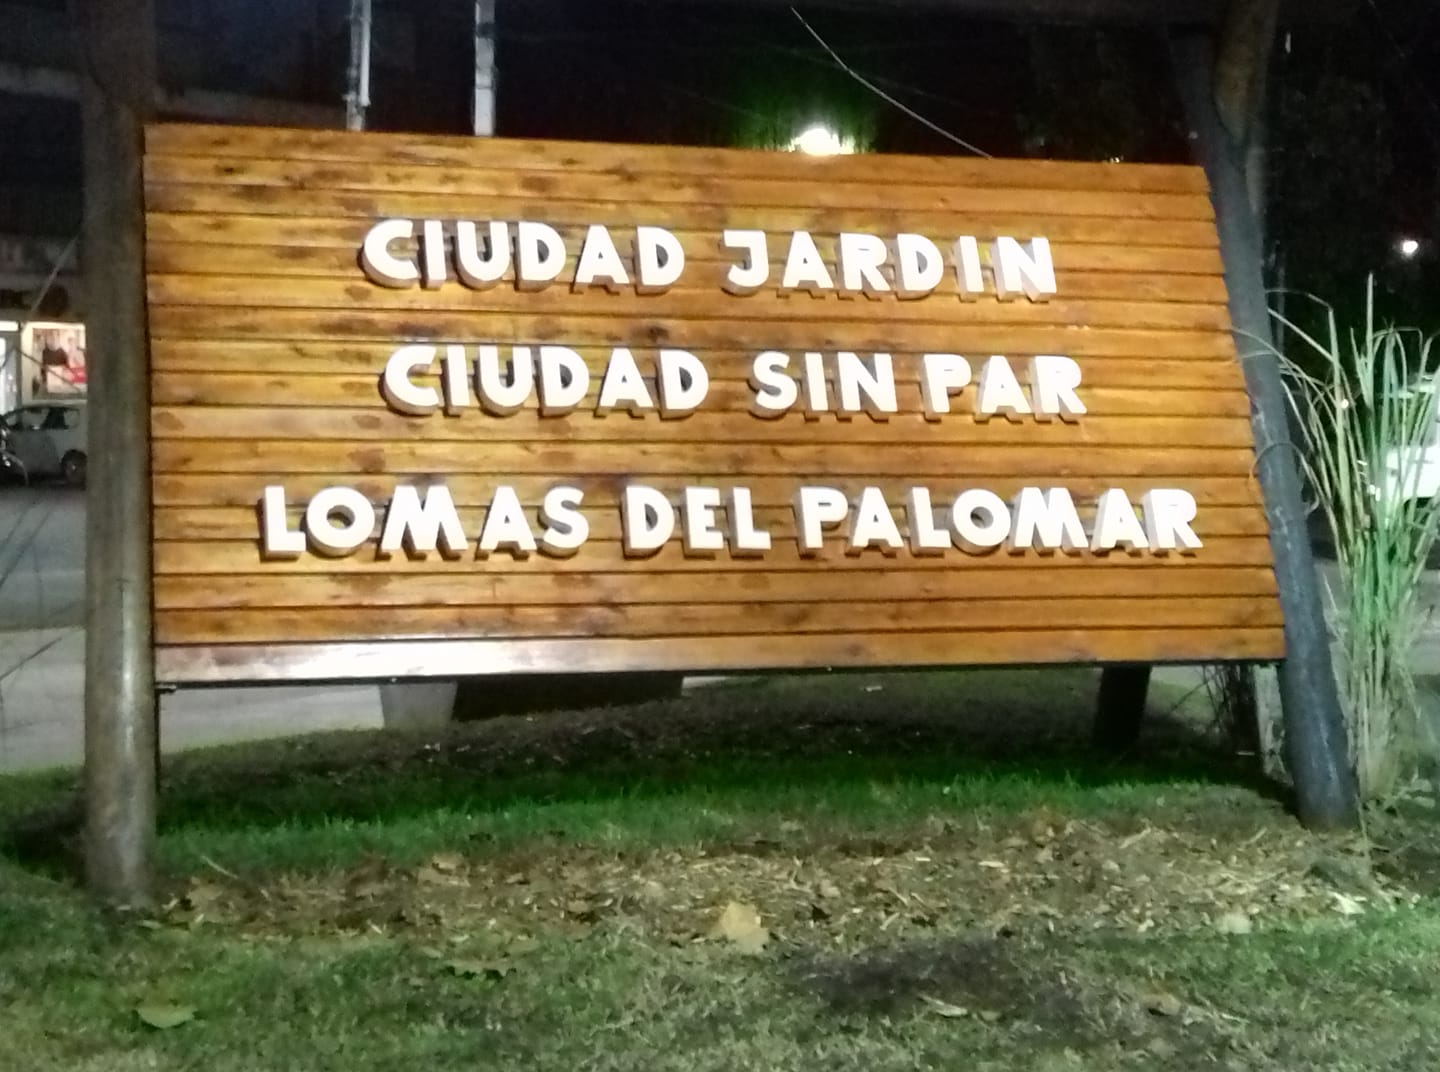 CIUDAD JARDIN
CIUDAD SIN PAR
LOMAS DEL PALOMAR